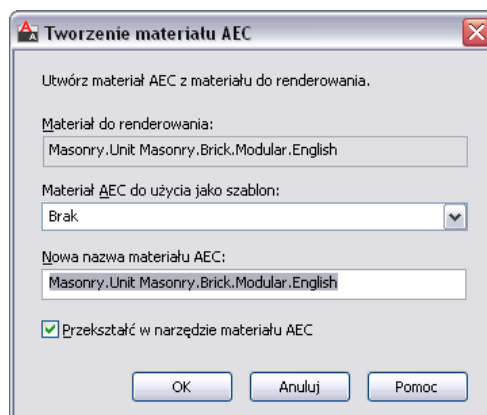 Tworzenie materiału AEC
Utwórz materiał AEC z materiału do renderowania.
Materiał do renderowania:
Masonry.Unit Masonry.Brick.Modular.English
Materiał AEC do użycia jako szablon:
Brak
Nowa nazwa materiału AEC:
Masonry.Unit Masonry.Brick.Modular.English
Przekształć w narzędzie materiału AEC
OK Anuluj Pomoc